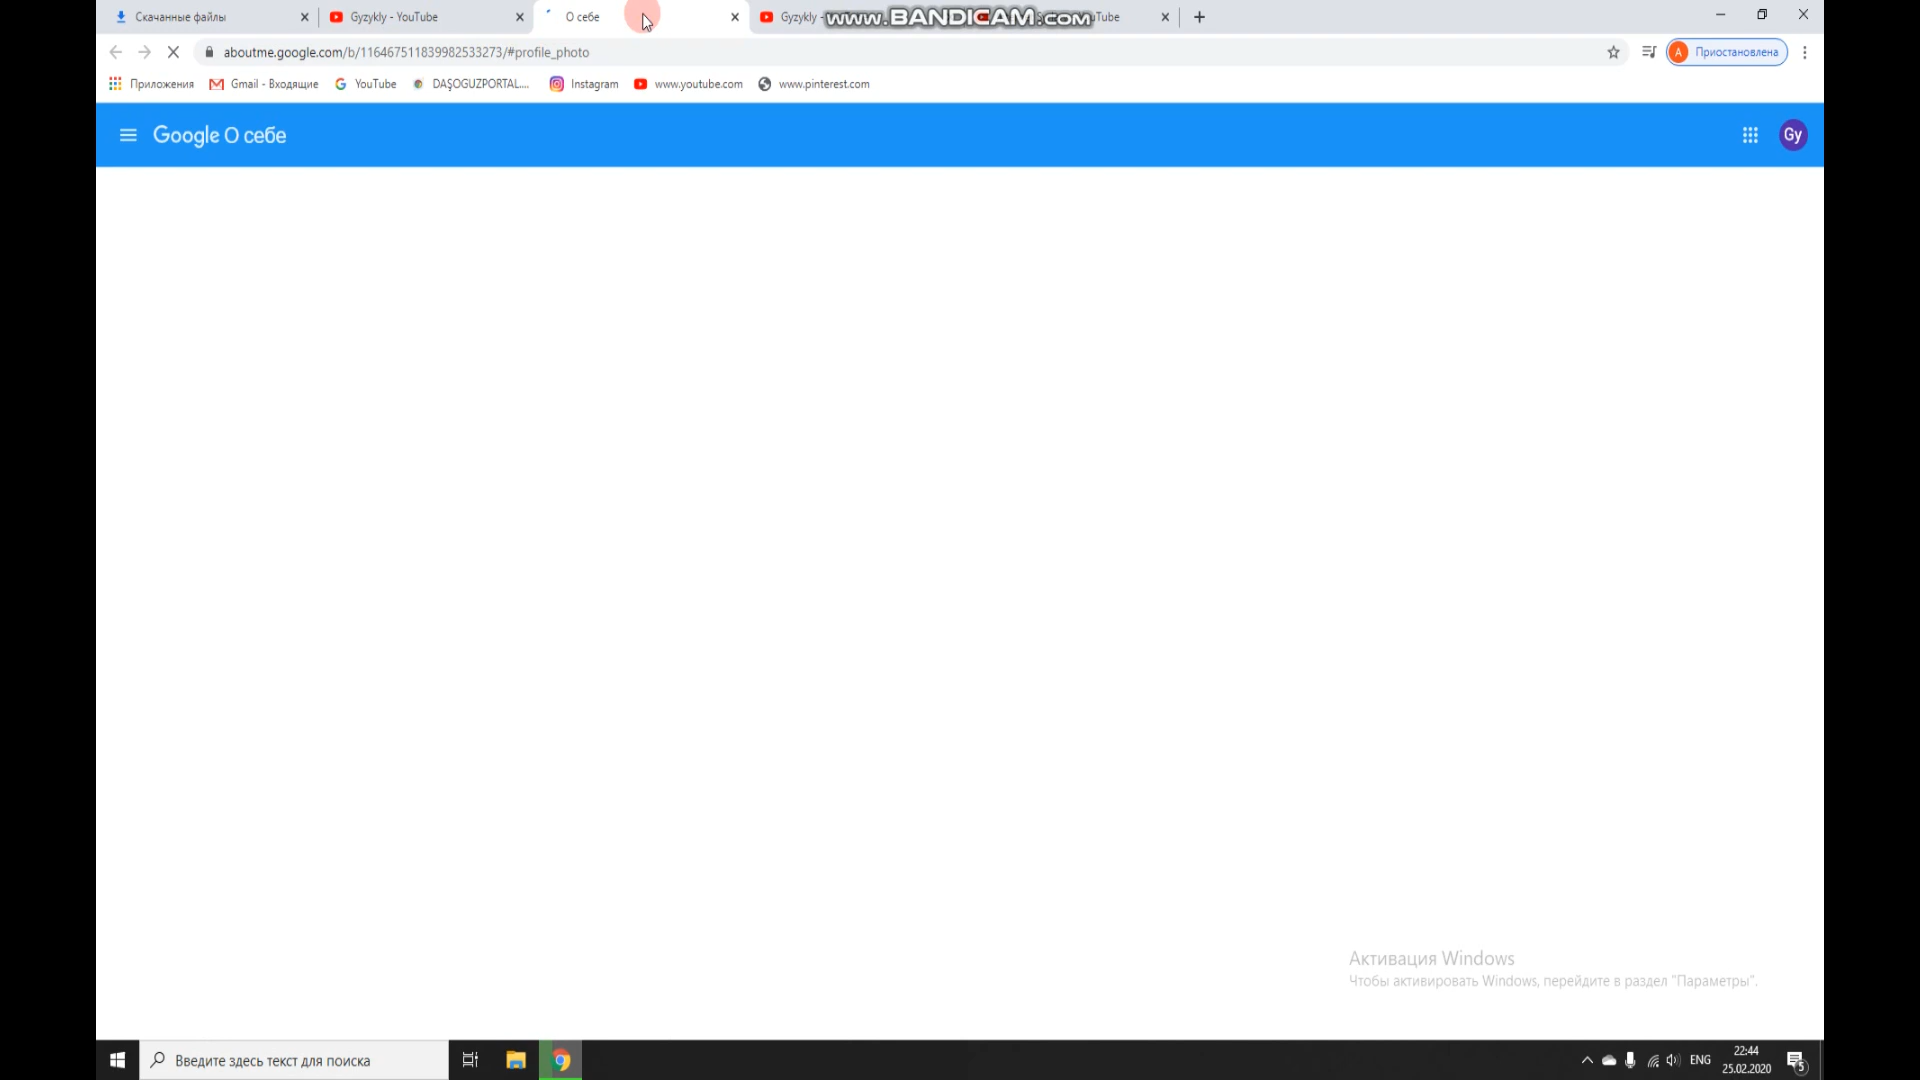 Скачанные файлы
Gyzykly - YouTube
О себе
Gyzykly -
www.BANDICAM.com
Tube
aboutme.google.com/b/116467511839982533273/#profile_photo
А Приостановлена
Приложения
Gmail - Входящие
YouTube
DAŞOGUZPORTAL....
Instagram
www.youtube.com
www.pinterest.com
Google О себе
Gy
Активация Windows
Чтобы активировать Windows, перейдите в раздел "Параметры".
Введите здесь текст для поиска
ENG
22:44
25.02.2020
5